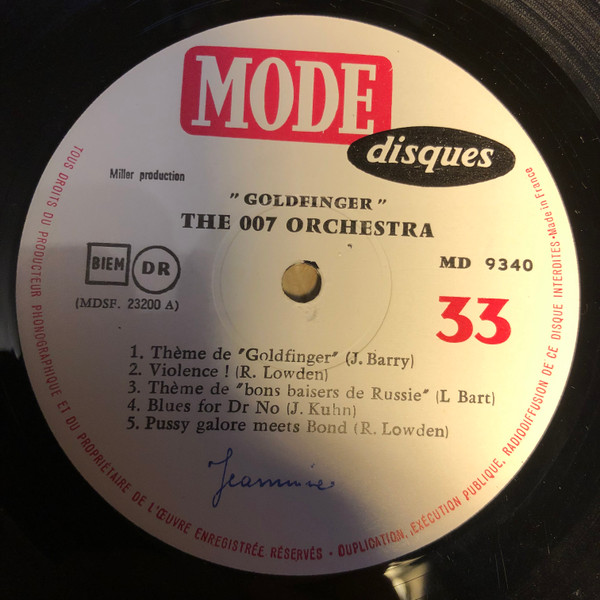 MODE
disques
Miller production
"GOLDFINGER"
THE 007 ORCHESTRA
BIEM DR
(MDSF. 23200 A)
MD 9340
33
1. Thème de "Goldfinger" (J. Barry)
2. Violence ! (R. Lowden)
3. Thème de "bons baisers de Russie" (L Bart)
4. Blues for Dr No (J. Kuhn)
5. Pussy galore meets Bond (R. Lowden)
Jeannine
TOUS DROITS DU PRODUCTEUR PHONOGRAPHIQUE ET DU PROPRIÉTAIRE DE L'ŒUVRE ENREGISTRÉE RÉSERVÉS · DUPLICATION, EXÉCUTION PUBLIQUE, RADIODIFFUSION DE CE DISQUE INTERDITES · Made in France